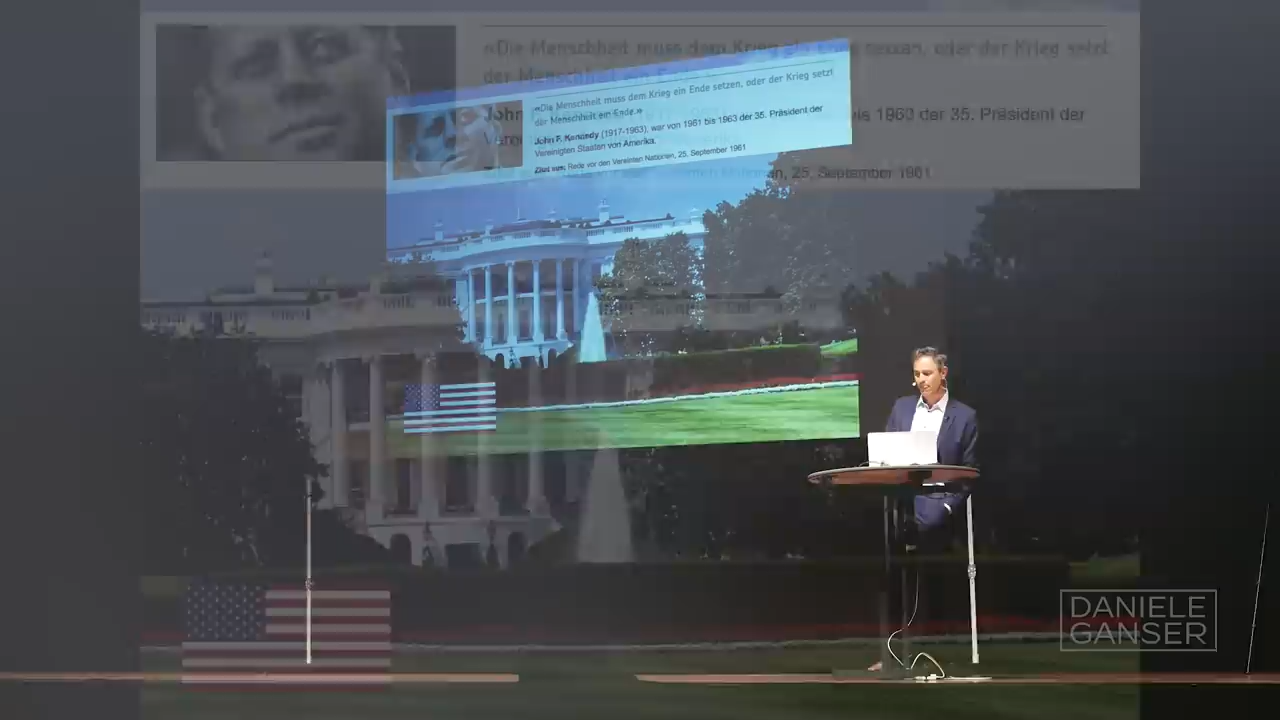 «Die Menschheit muss dem Krieg ein Ende setzen, oder der Krieg setzt
der Menschheit ein Ende.»
John F. Kennedy (1917-1963), war von 1961 bis 1963 der 35. Präsident der
Vereinigten Staaten von Amerika.
Zitat aus: Rede vor den Vereinten Nationen, 25. September 1961
DANIELE
GANSER